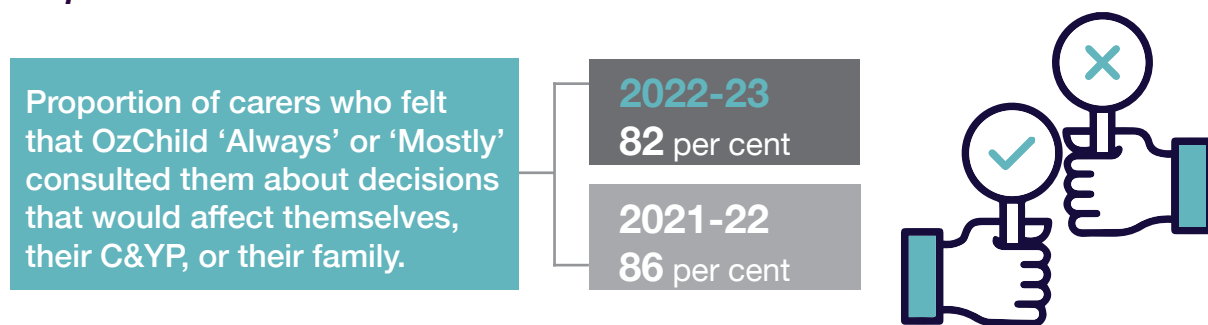 Proportion of carers who felt
that OzChild ‘Always’ or ‘Mostly’
consulted them about decisions
that would affect themselves,
their C&YP, or their family.
2022-23
82 per cent
2021-22
86 per cent